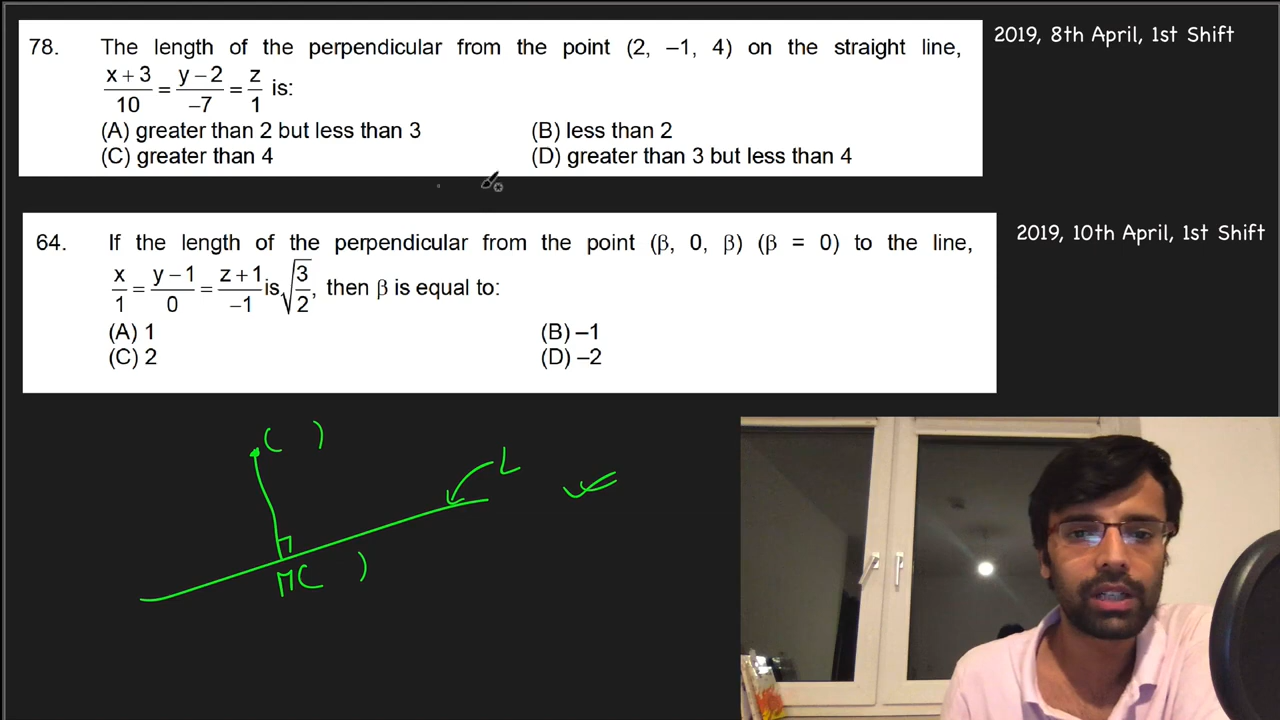 2019, 8th April, 1st Shift
78. The length of the perpendicular from the point (2, –1, 4) on the straight line,
x + 3 / 10 = y – 2 / –7 = z / 1 is:
(A) greater than 2 but less than 3 (B) less than 2
(C) greater than 4 (D) greater than 3 but less than 4
2019, 10th April, 1st Shift
64. If the length of the perpendicular from the point (β, 0, β) (β = 0) to the line,
x / 1 = y – 1 / 0 = z + 1 / –1 is √3/2, then β is equal to:
(A) 1 (B) –1
(C) 2 (D) –2
( )
L
M( )